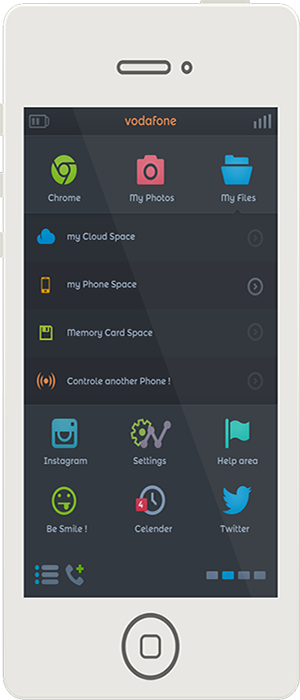 vodafone
Chrome My Photos My Files
my Cloud Space
my Phone Space
Memory Card Space
Controle another Phone !
Instagram Settings Help area
4
Be Smile ! Celender Twitter